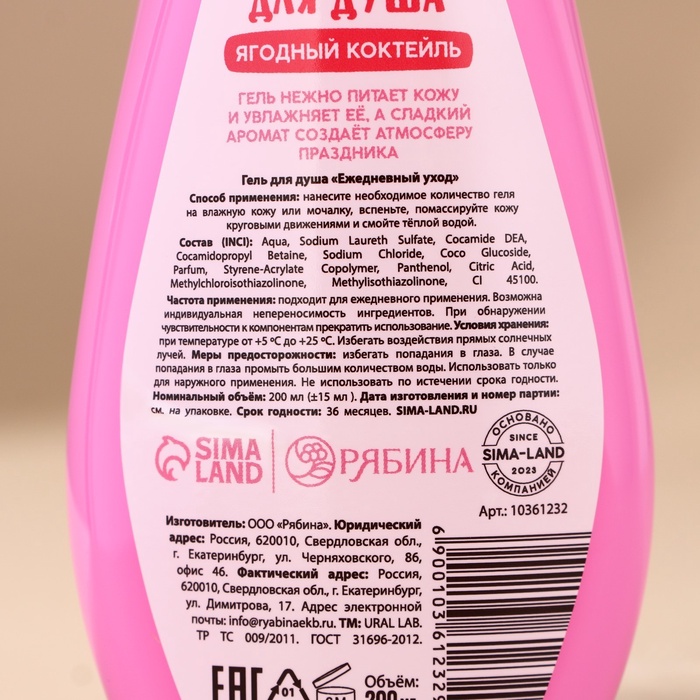 ДЛЯ ДУША
ЯГОДНЫЙ КОКТЕЙЛЬ
ГЕЛЬ НЕЖНО ПИТАЕТ КОЖУ
И УВЛАЖНЯЕТ ЕЁ, А СЛАДКИЙ
АРОМАТ СОЗДАЁТ АТМОСФЕРУ
ПРАЗДНИКА
Гель для душа «Ежедневный уход»
Способ применения: нанесите необходимое количество геля
на влажную кожу или мочалку, вспеньте, помассируйте кожу
круговыми движениями и смойте тёплой водой.
Состав (INCI): Aqua, Sodium Laureth Sulfate, Cocamide DEA,
Cocamidopropyl Betaine, Sodium Chloride, Coco Glucoside,
Parfum, Styrene-Acrylate Copolymer, Panthenol, Citric Acid,
Methylchloroisothiazolinone, Methylisothiazolinone, CI 45100.
Частота применения: подходит для ежедневного применения. Возможна
индивидуальная непереносимость ингредиентов. При обнаружении
чувствительности к компонентам прекратить использование. Условия хранения:
при температуре от +5 ºС до +25 ºС. Избегать воздействия прямых солнечных
лучей. Меры предосторожности: избегать попадания в глаза. В случае
попадания в глаза промыть большим количеством воды. Использовать только
для наружного применения. Не использовать по истечении срока годности.
Номинальный объём: 200 мл (±15 мл ). Дата изготовления и номер партии:
см. на упаковке. Срок годности: 36 месяцев. SIMA-LAND.RU
SIMA
LAND
РЯБИНА
ОСНОВАНО
SINCE
SIMA-LAND
2023
КОМПАНИЕЙ
Арт.: 10361232
Изготовитель: ООО «Рябина». Юридический
адрес: Россия, 620010, Свердловская обл.,
г. Екатеринбург, ул. Черняховского, 86,
офис 46. Фактический адрес: Россия,
620010, Свердловская обл., г. Екатеринбург,
ул. Димитрова, 17. Адрес электронной
почты: info@ryabinaekb.ru. ТМ: URAL LAB.
ТР ТС 009/2011. ГОСТ 31696-2012.
6 900103 612329
EAC
01
Объём:
200 мл